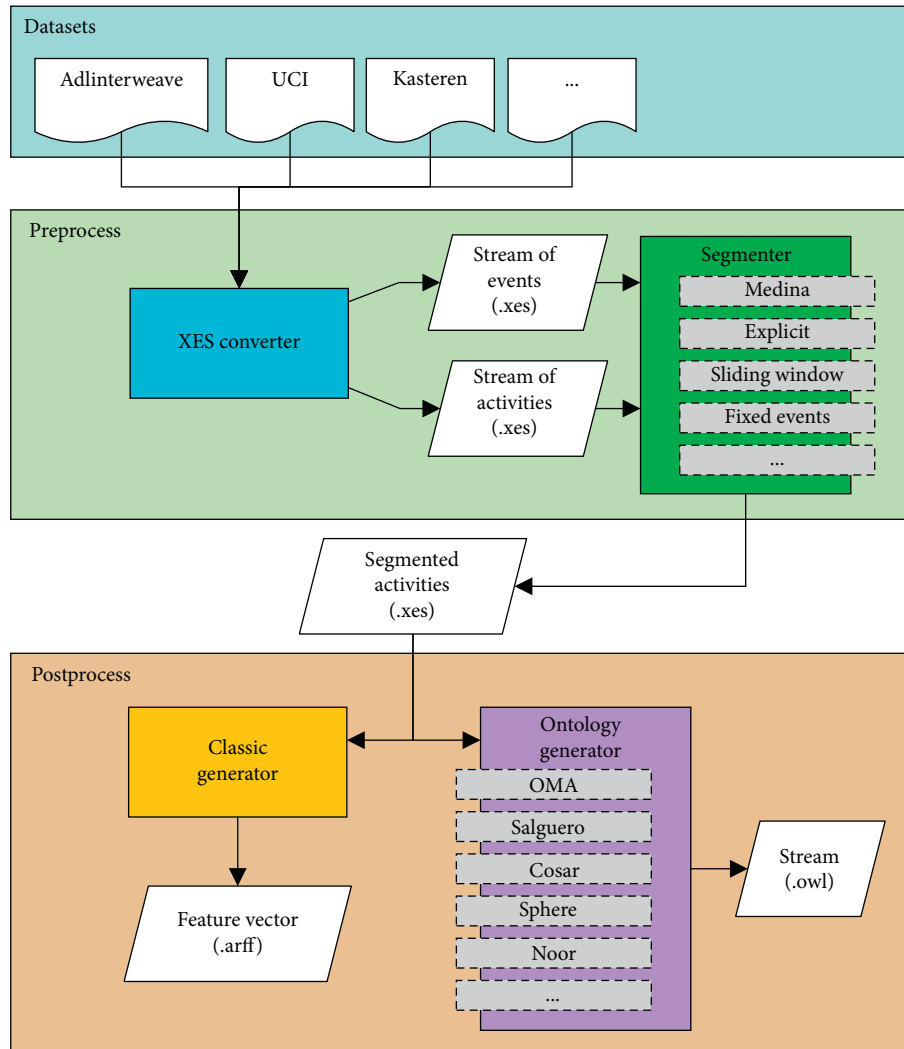 Datasets
Adlinterweave
UCI
Kasteren
...
Preprocess
XES converter
Stream of
events
(.xes)
Stream of
activities
(.xes)
Segmenter
Medina
Explicit
Sliding window
Fixed events
...
Segmented
activities
(.xes)
Postprocess
Classic
generator
Feature vector
(.arff)
Ontology
generator
OMA
Salguero
Cosar
Sphere
Noor
...
Stream
(.owl)